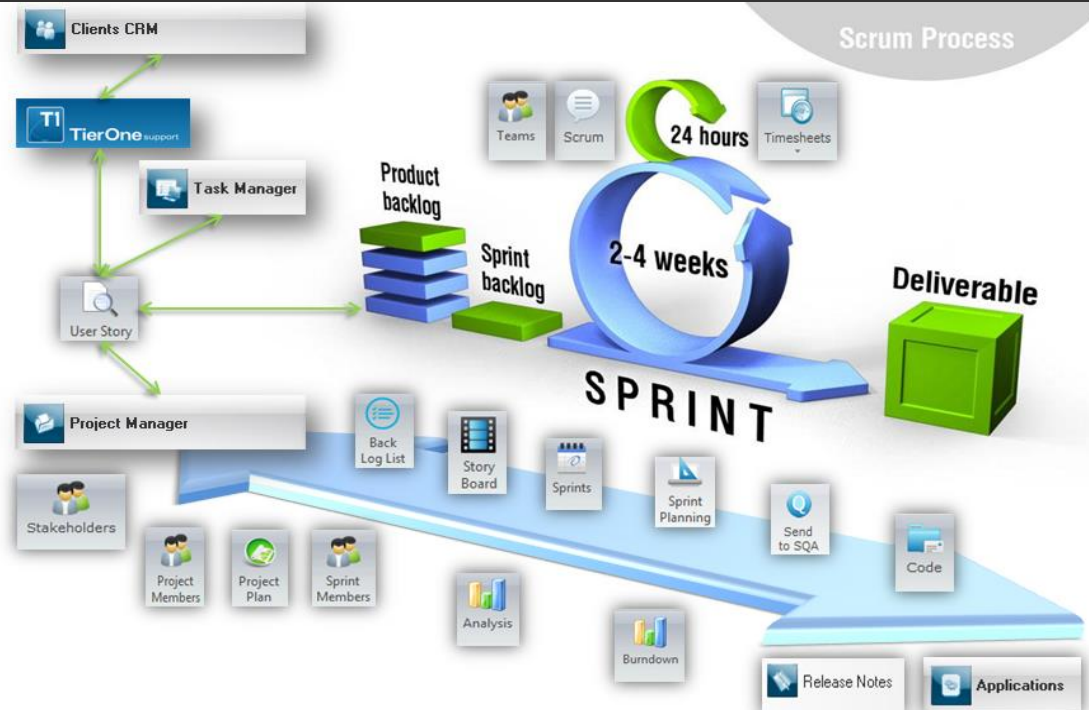 Clients CRM
Scrum Process
T1
TierOne support
Teams
Scrum
24 hours
Timesheets
Task Manager
Product
backlog
Sprint
backlog
2-4 weeks
Deliverable
User Story
SPRINT
Project Manager
Back
Log List
Story
Board
Sprints
Sprint
Planning
Q
Send
to SQA
Code
Stakeholders
Project
Members
Project
Plan
Sprint
Members
Analysis
Burndown
Release Notes
Applications